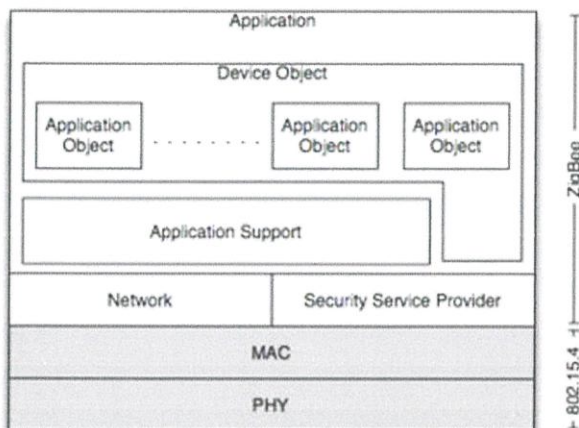 Application
Device Object
Application
Object
Application
Object
Application
Object
Application Support
Network
Security Service Provider
MAC
PHY
ZigBee
802.15.4